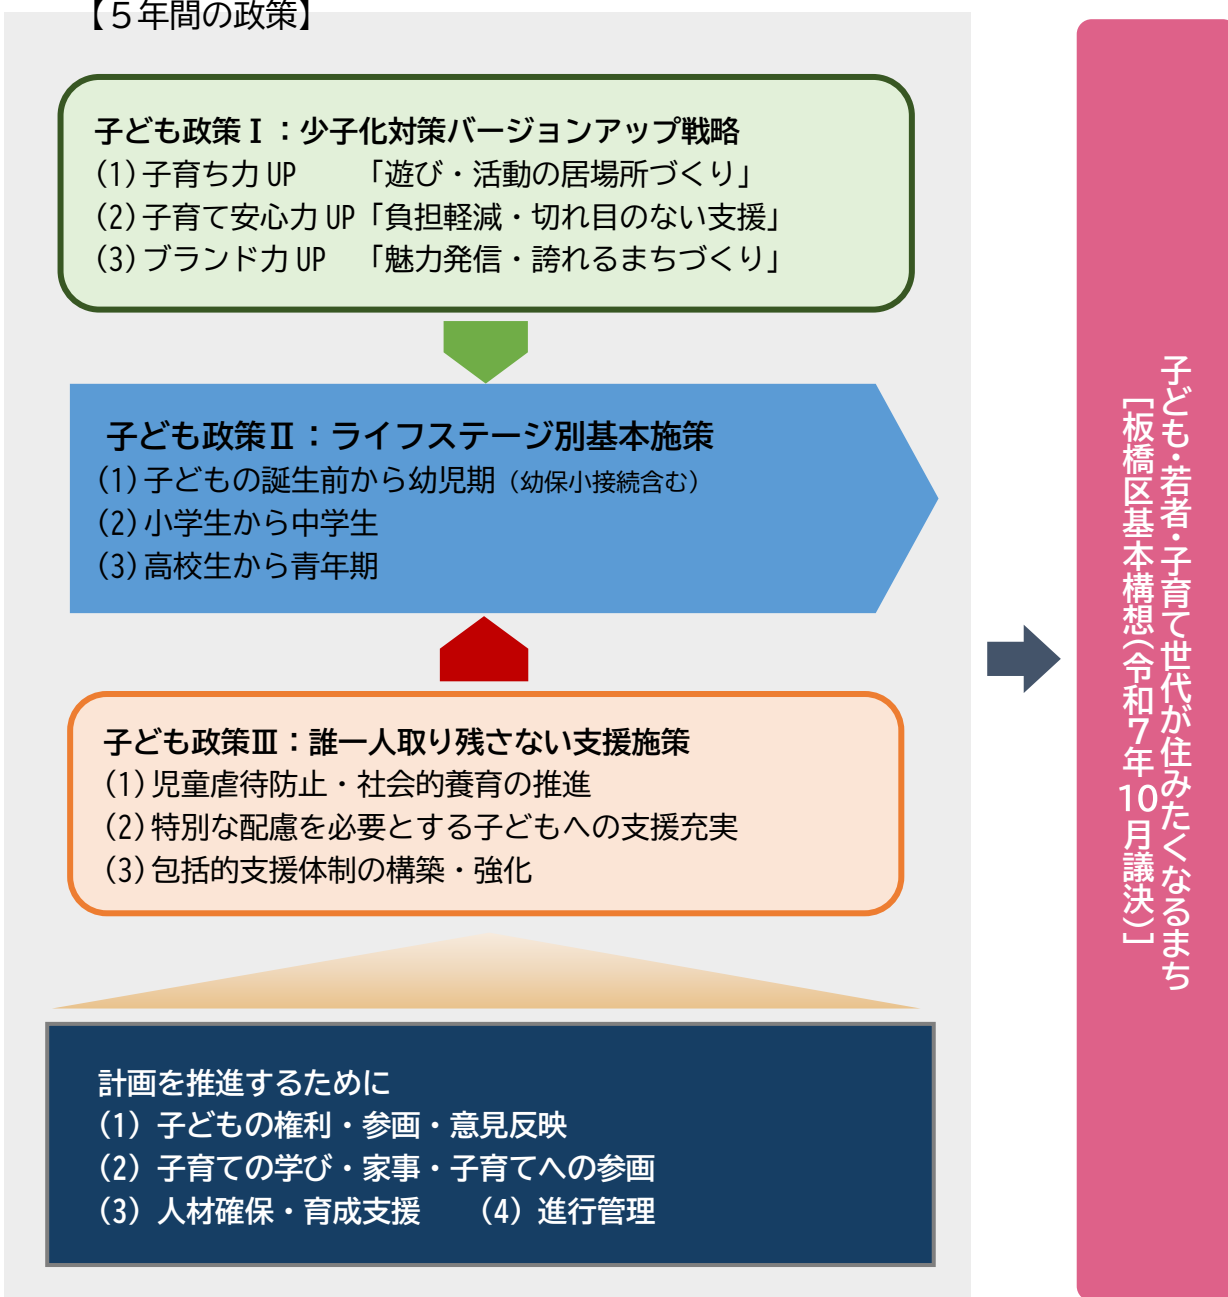 【５年間の政策】
子ども政策Ⅰ：少子化対策バージョンアップ戦略
(1)子育ち力UP　「遊び・活動の居場所づくり」
(2)子育て安心力UP「負担軽減・切れ目のない支援」
(3)ブランド力UP　「魅力発信・誇れるまちづくり」
子ども政策Ⅱ：ライフステージ別基本施策
(1)子どもの誕生前から幼児期（幼保小接続含む）
(2)小学生から中学生
(3)高校生から青年期
子ども政策Ⅲ：誰一人取り残さない支援施策
(1)児童虐待防止・社会的養育の推進
(2)特別な配慮を必要とする子どもへの支援充実
(3)包括的支援体制の構築・強化
計画を推進するために
(1) 子どもの権利・参画・意見反映
(2) 子育ての学び・家事・子育てへの参画
(3) 人材確保・育成支援　(4) 進行管理
子ども・若者・子育て世代が住みたくなるまち
［板橋区基本構想（令和７年10月議決）］